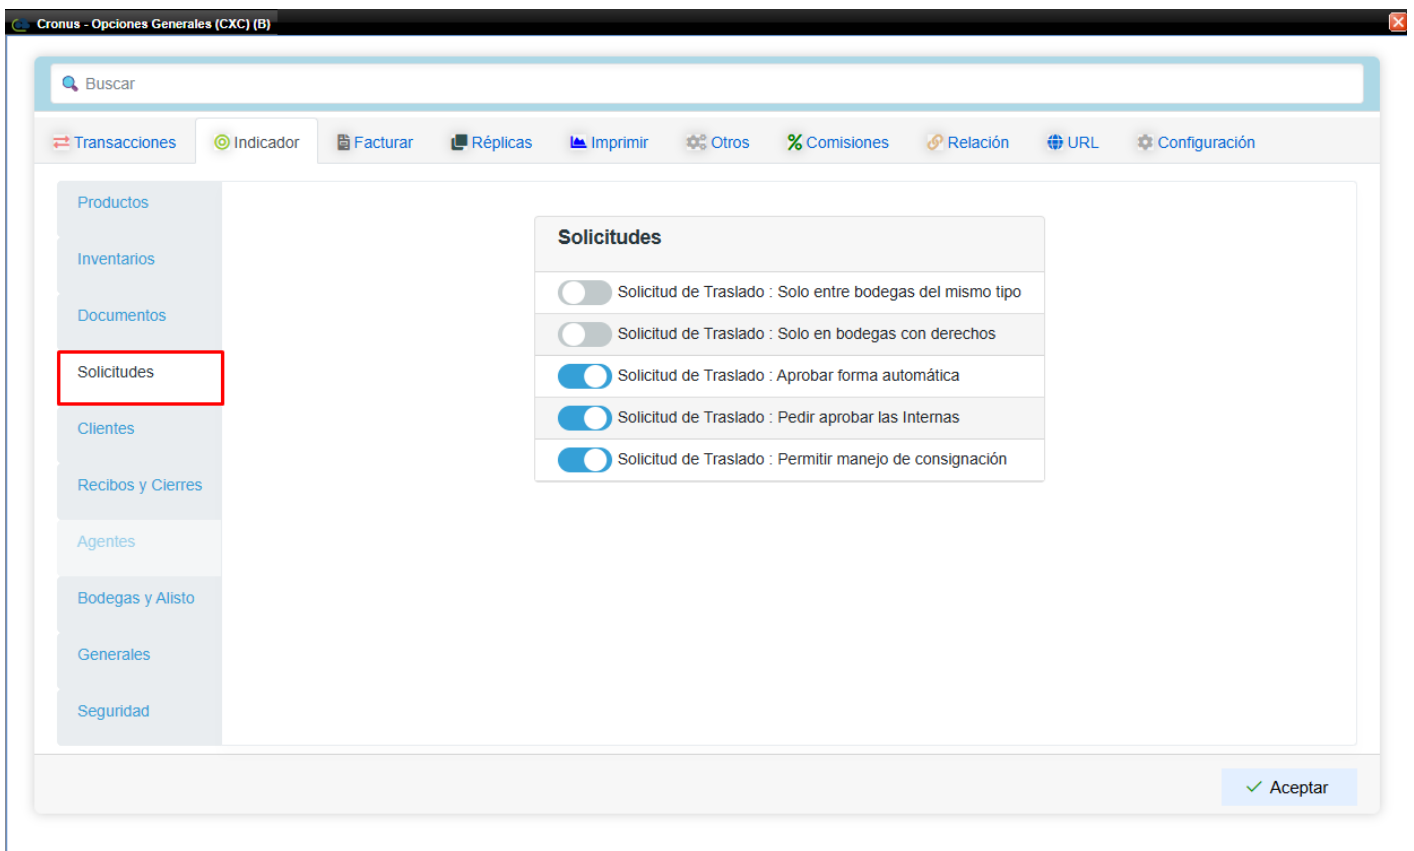 Cronus - Opciones Generales (CXC) (B)
Buscar
Transacciones Indicador Facturar Réplicas Imprimir Otros Comisiones Relación URL Configuración
Productos
Inventarios
Documentos
Solicitudes
Clientes
Recibos y Cierres
Agentes
Bodegas y Alisto
Generales
Seguridad
Solicitudes
Solicitud de Traslado : Solo entre bodegas del mismo tipo
Solicitud de Traslado : Solo en bodegas con derechos
Solicitud de Traslado : Aprobar forma automática
Solicitud de Traslado : Pedir aprobar las Internas
Solicitud de Traslado : Permitir manejo de consignación
Aceptar